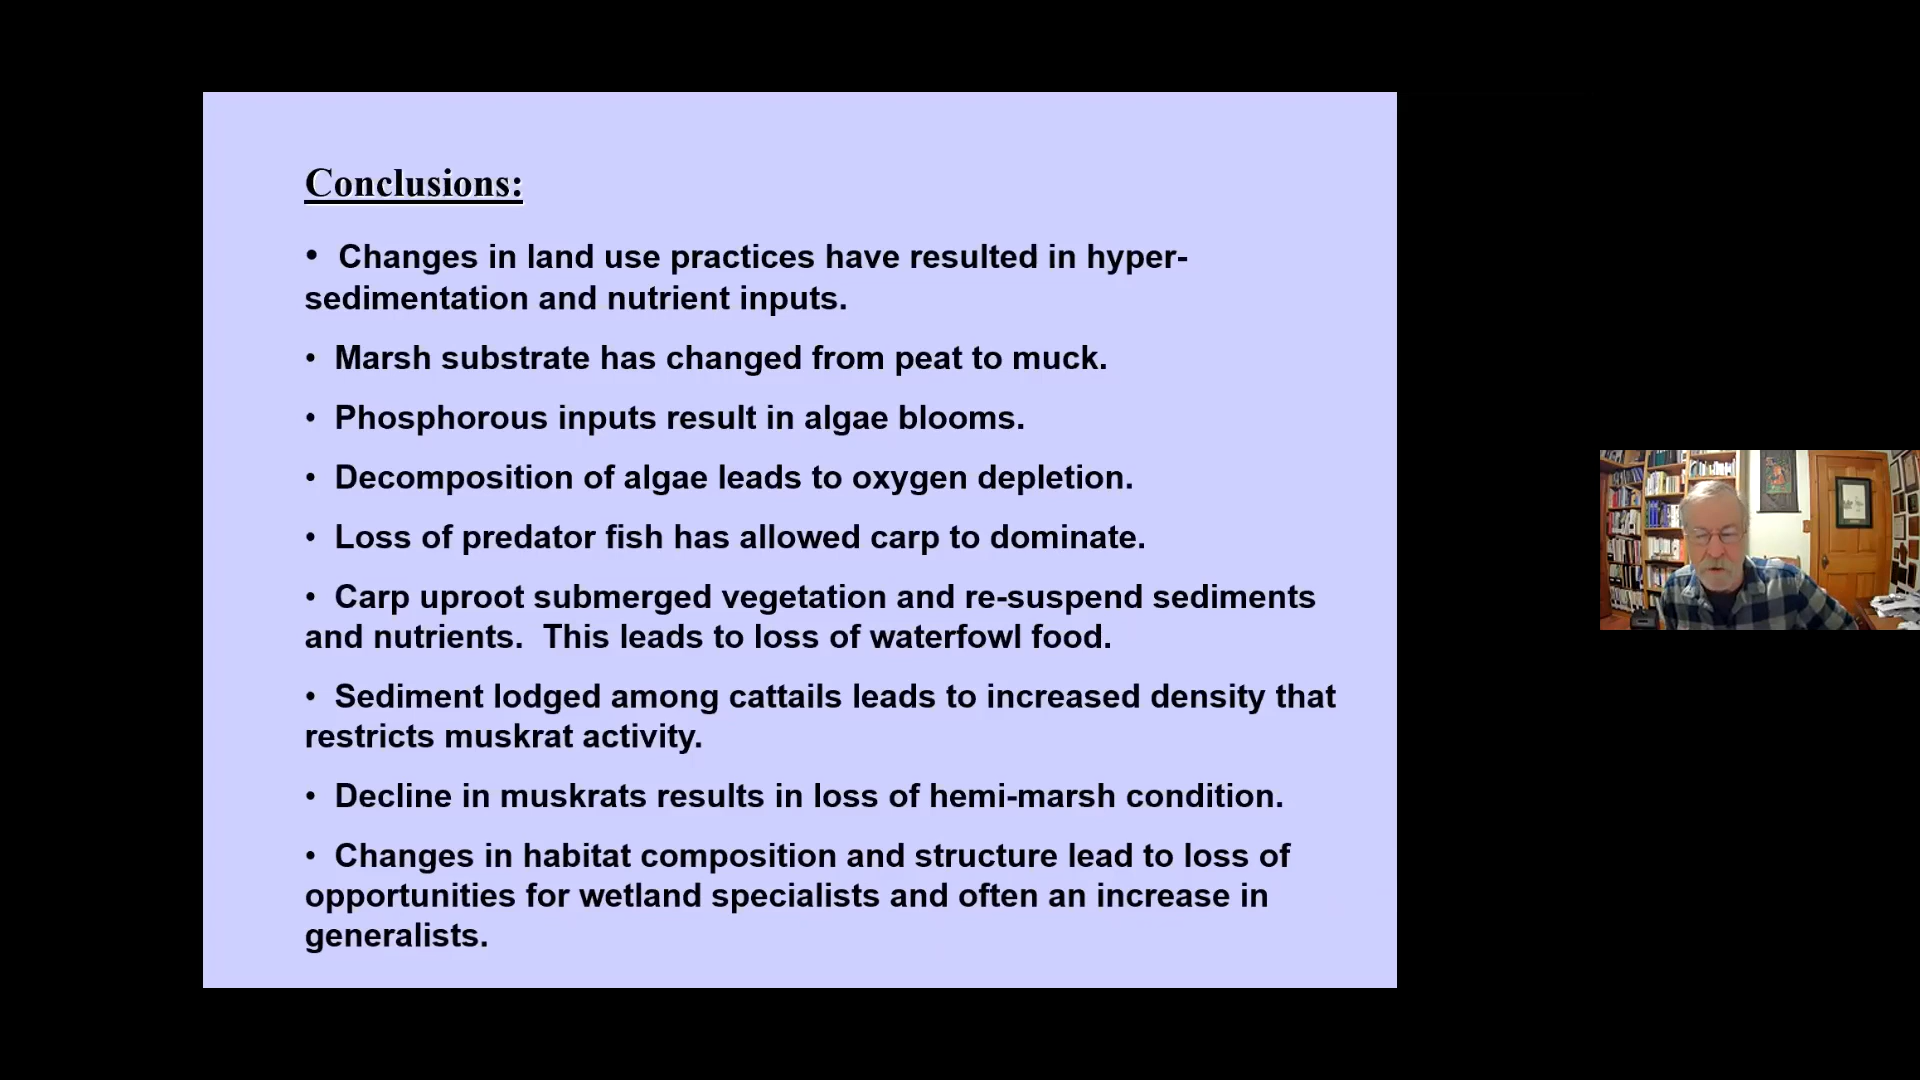 Conclusions:
• Changes in land use practices have resulted in hyper-
sedimentation and nutrient inputs.
• Marsh substrate has changed from peat to muck.
• Phosphorous inputs result in algae blooms.
• Decomposition of algae leads to oxygen depletion.
• Loss of predator fish has allowed carp to dominate.
• Carp uproot submerged vegetation and re-suspend sediments
and nutrients.  This leads to loss of waterfowl food.
• Sediment lodged among cattails leads to increased density that
restricts muskrat activity.
• Decline in muskrats results in loss of hemi-marsh condition.
• Changes in habitat composition and structure lead to loss of
opportunities for wetland specialists and often an increase in
generalists.